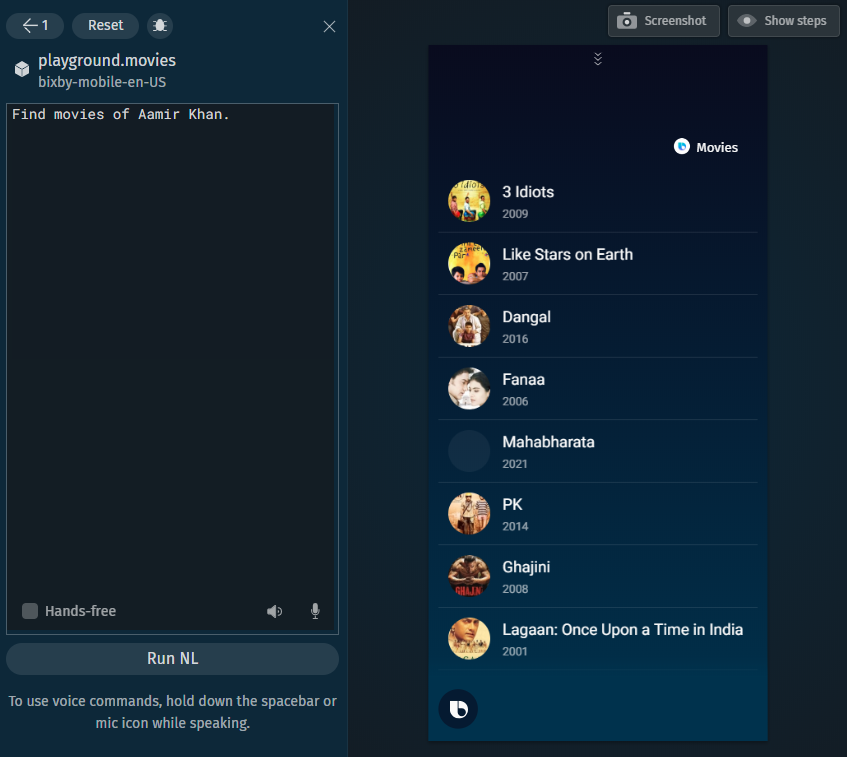 1
Reset
Screenshot
Show steps
playground.movies
bixby-mobile-en-US
Find movies of Aamir Khan.
Movies
3 Idiots
2009
Like Stars on Earth
2007
Dangal
2016
Fanaa
2006
Mahabharata
2021
PK
2014
GHAJINI
Ghajini
2008
Lagaan: Once Upon a Time in India
2001
Hands-free
Run NL
To use voice commands, hold down the spacebar or
mic icon while speaking.